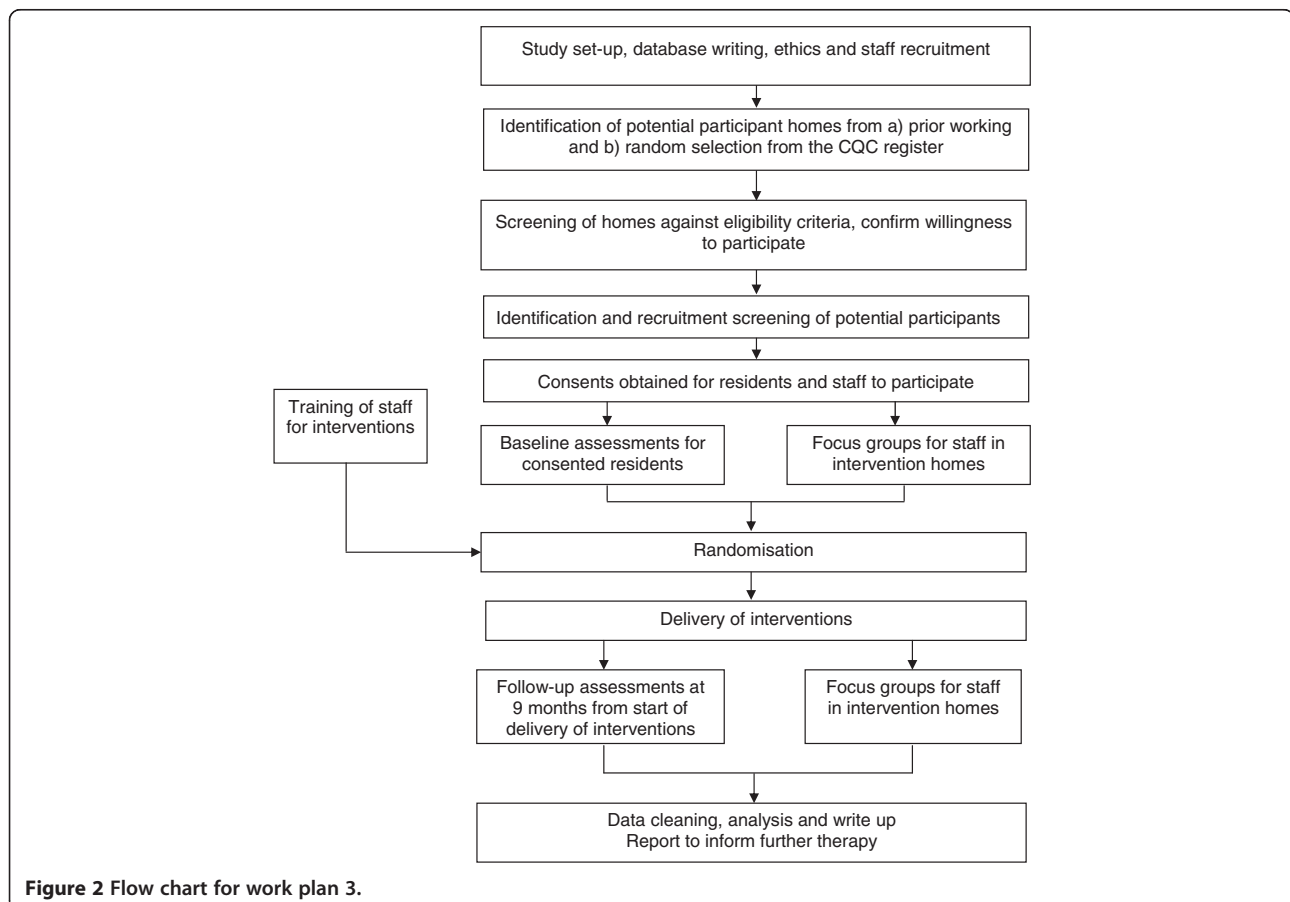 Study set-up, database writing, ethics and staff recruitment
Identification of potential participant homes from a) prior working
and b) random selection from the CQC register
Screening of homes against eligibility criteria, confirm willingness
to participate
Identification and recruitment screening of potential participants
Consents obtained for residents and staff to participate
Training of staff
for interventions
Baseline assessments for
consented residents
Focus groups for staff in
intervention homes
Randomisation
Delivery of interventions
Follow-up assessments at
9 months from start of
delivery of interventions
Focus groups for staff
in intervention homes
Data cleaning, analysis and write up
Report to inform further therapy
Figure 2 Flow chart for work plan 3.